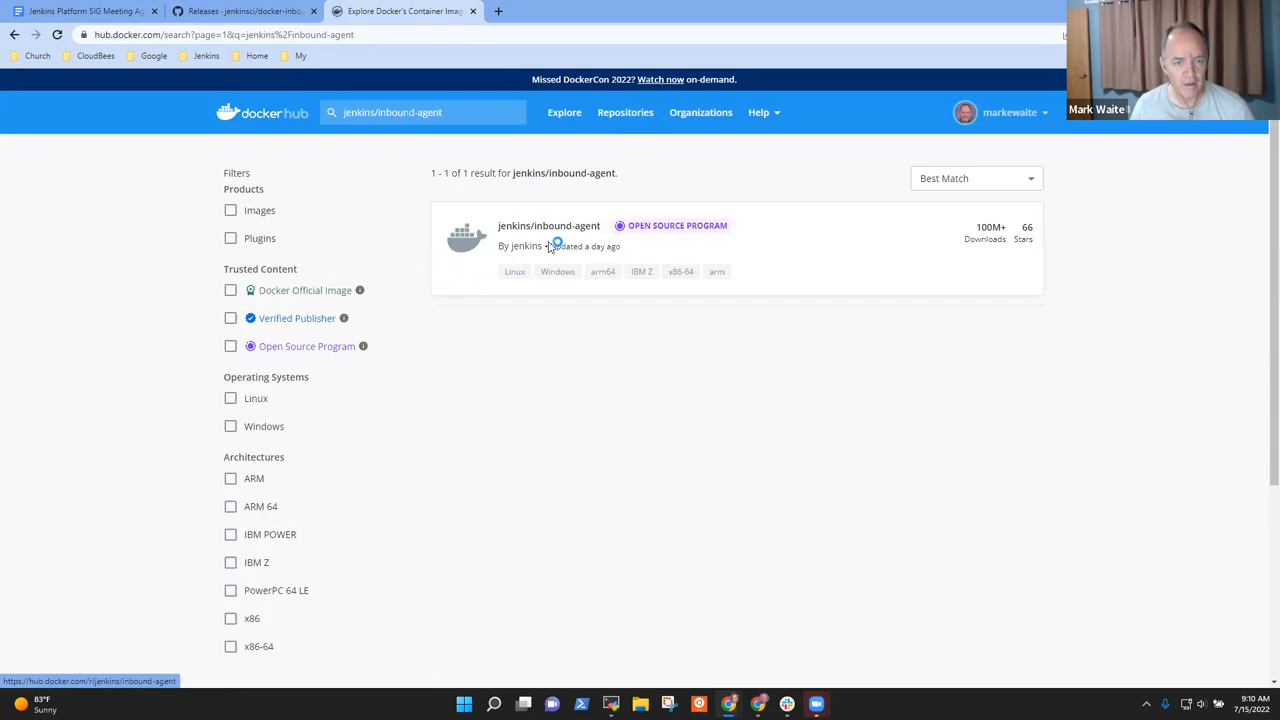 Jenkins Platform SIG Meeting Ag
Releases · jenkinsci/docker-inbou
Explore Docker's Container Imag
hub.docker.com/search?page=1&q=jenkins%2Finbound-agent
Church
CloudBees
Google
Jenkins
Home
My
Mark Waite
Missed DockerCon 2022? Watch now on-demand.
dockerhub
jenkins/inbound-agent
Explore
Repositories
Organizations
Help
markewaite
Filters
Products
Images
Plugins
Trusted Content
Docker Official Image
Verified Publisher
Open Source Program
Operating Systems
Linux
Windows
Architectures
ARM
ARM 64
IBM POWER
IBM Z
PowerPC 64 LE
x86
x86-64
1 - 1 of 1 result for jenkins/inbound-agent.
Best Match
jenkins/inbound-agent OPEN SOURCE PROGRAM
By jenkins • Updated a day ago
Linux Windows arm64 IBM Z x86-64 arm
100M+ 66
Downloads Stars
https://hub.docker.com/r/jenkins/inbound-agent
83°F
Sunny
9:10 AM
7/15/2022